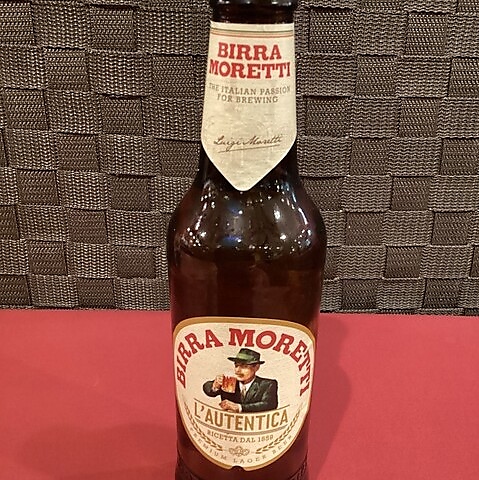 BIRRA
MORETTI
THE ITALIAN PASSION
FOR BREWING
Luigi Moretti
BIRRA MORETTI
L'AUTENTICA
RICETTA DAL 1859
PREMIUM LAGER BEER